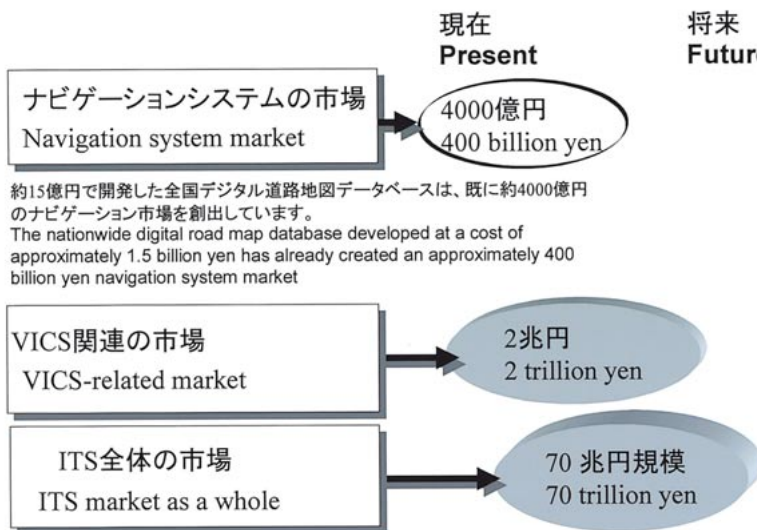 現在
Present
将来
Future
ナビゲーションシステムの市場
Navigation system market
4000億円
400 billion yen
約15億円で開発した全国デジタル道路地図データベースは、既に約4000億円
のナビゲーション市場を創出しています。
The nationwide digital road map database developed at a cost of
approximately 1.5 billion yen has already created an approximately 400
billion yen navigation system market
VICS関連の市場
VICS-related market
2兆円
2 trillion yen
ITS全体の市場
ITS market as a whole
70 兆円規模
70 trillion yen